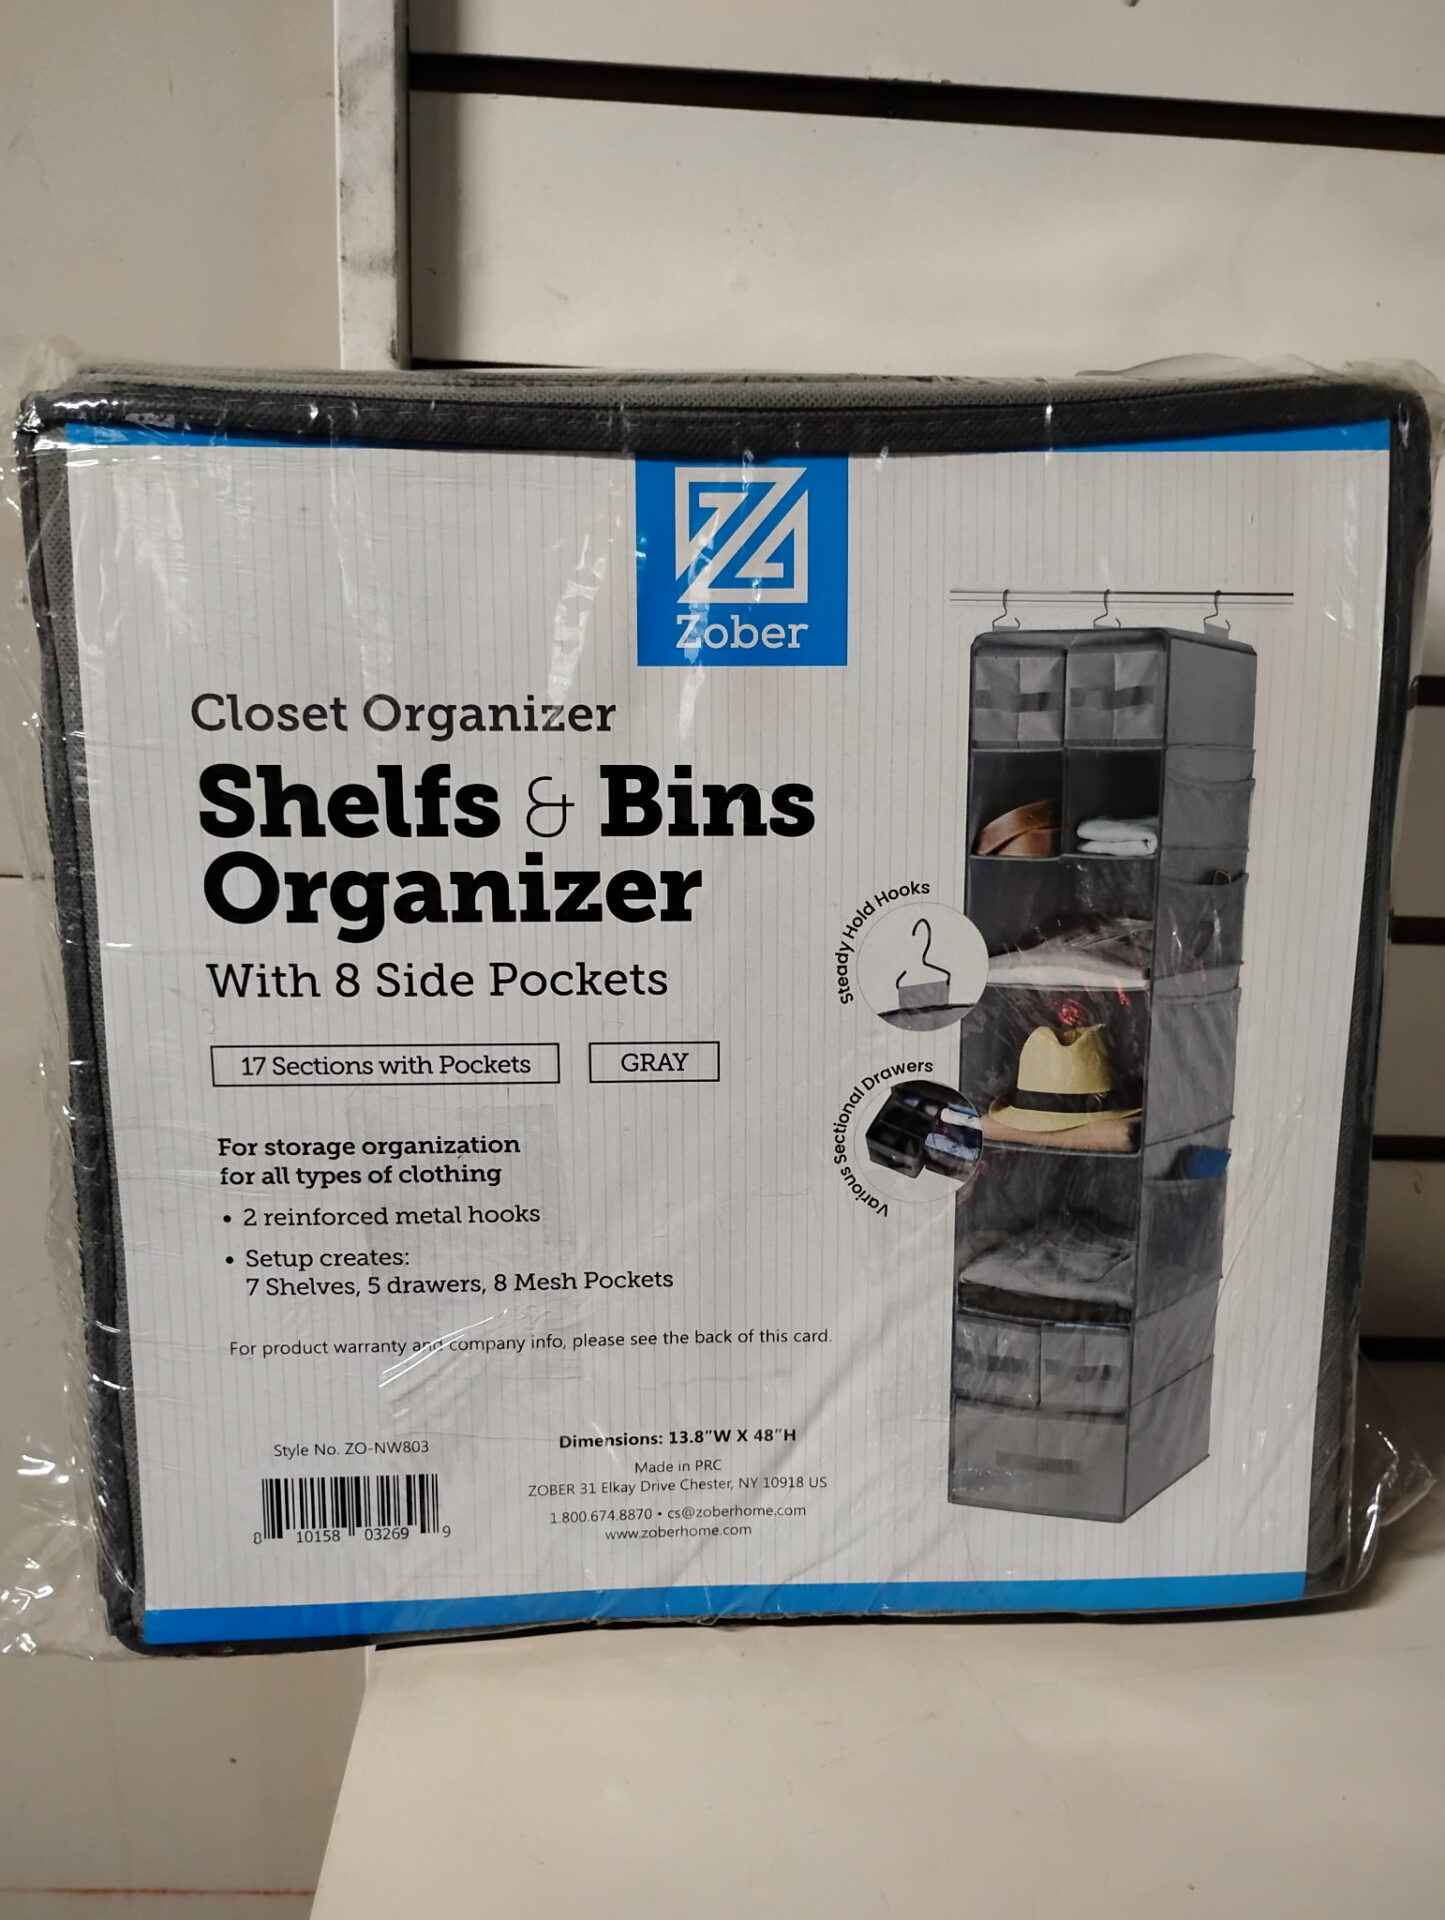 Zober
Closet Organizer
Shelfs & Bins
Organizer
With 8 Side Pockets
17 Sections with Pockets
GRAY
For storage organization
for all types of clothing
• 2 reinforced metal hooks
• Setup creates:
7 Shelves, 5 drawers, 8 Mesh Pockets
For product warranty and company info, please see the back of this card.
Steady Hold Hooks
Various Sectional Drawers
Style No. ZO-NW803
8 10158 03269 9
Dimensions: 13.8"W X 48"H
Made in PRC
ZOBER 31 Elkay Drive Chester, NY 10918 US
1.800.674.8870 • cs@zoberhome.com
www.zoberhome.com